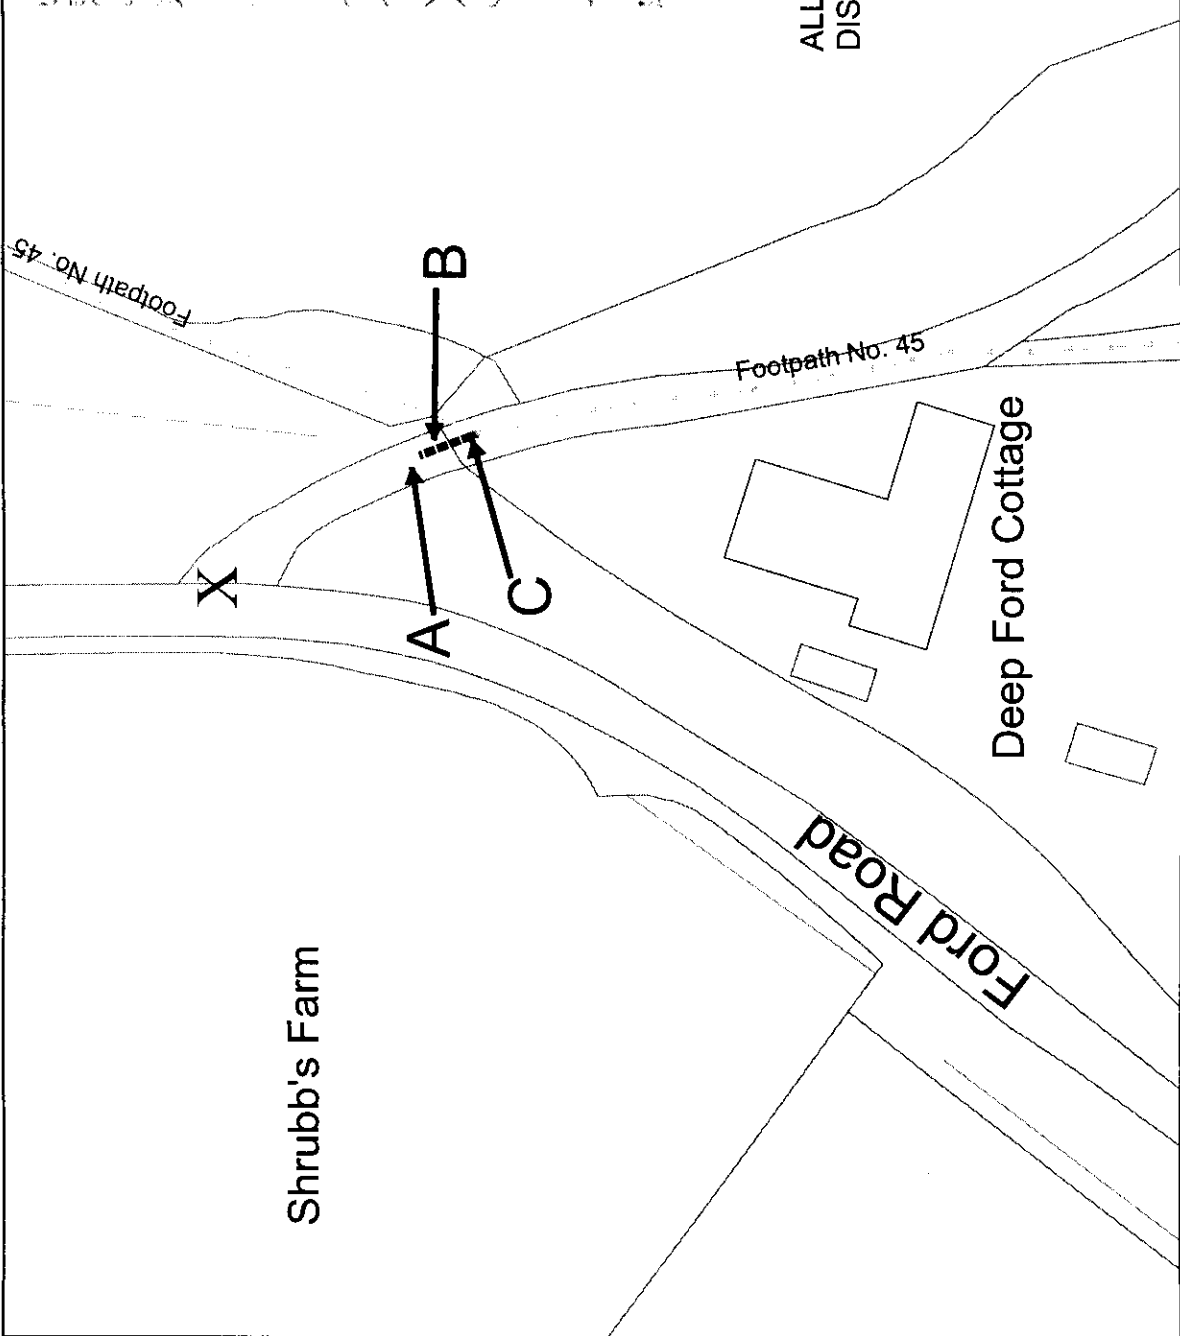 ALL
DIS
Footpath No. 45
B
Footpath No. 45
A
C
X
Deep Ford Cottage
Ford Road
Shrubb's Farm